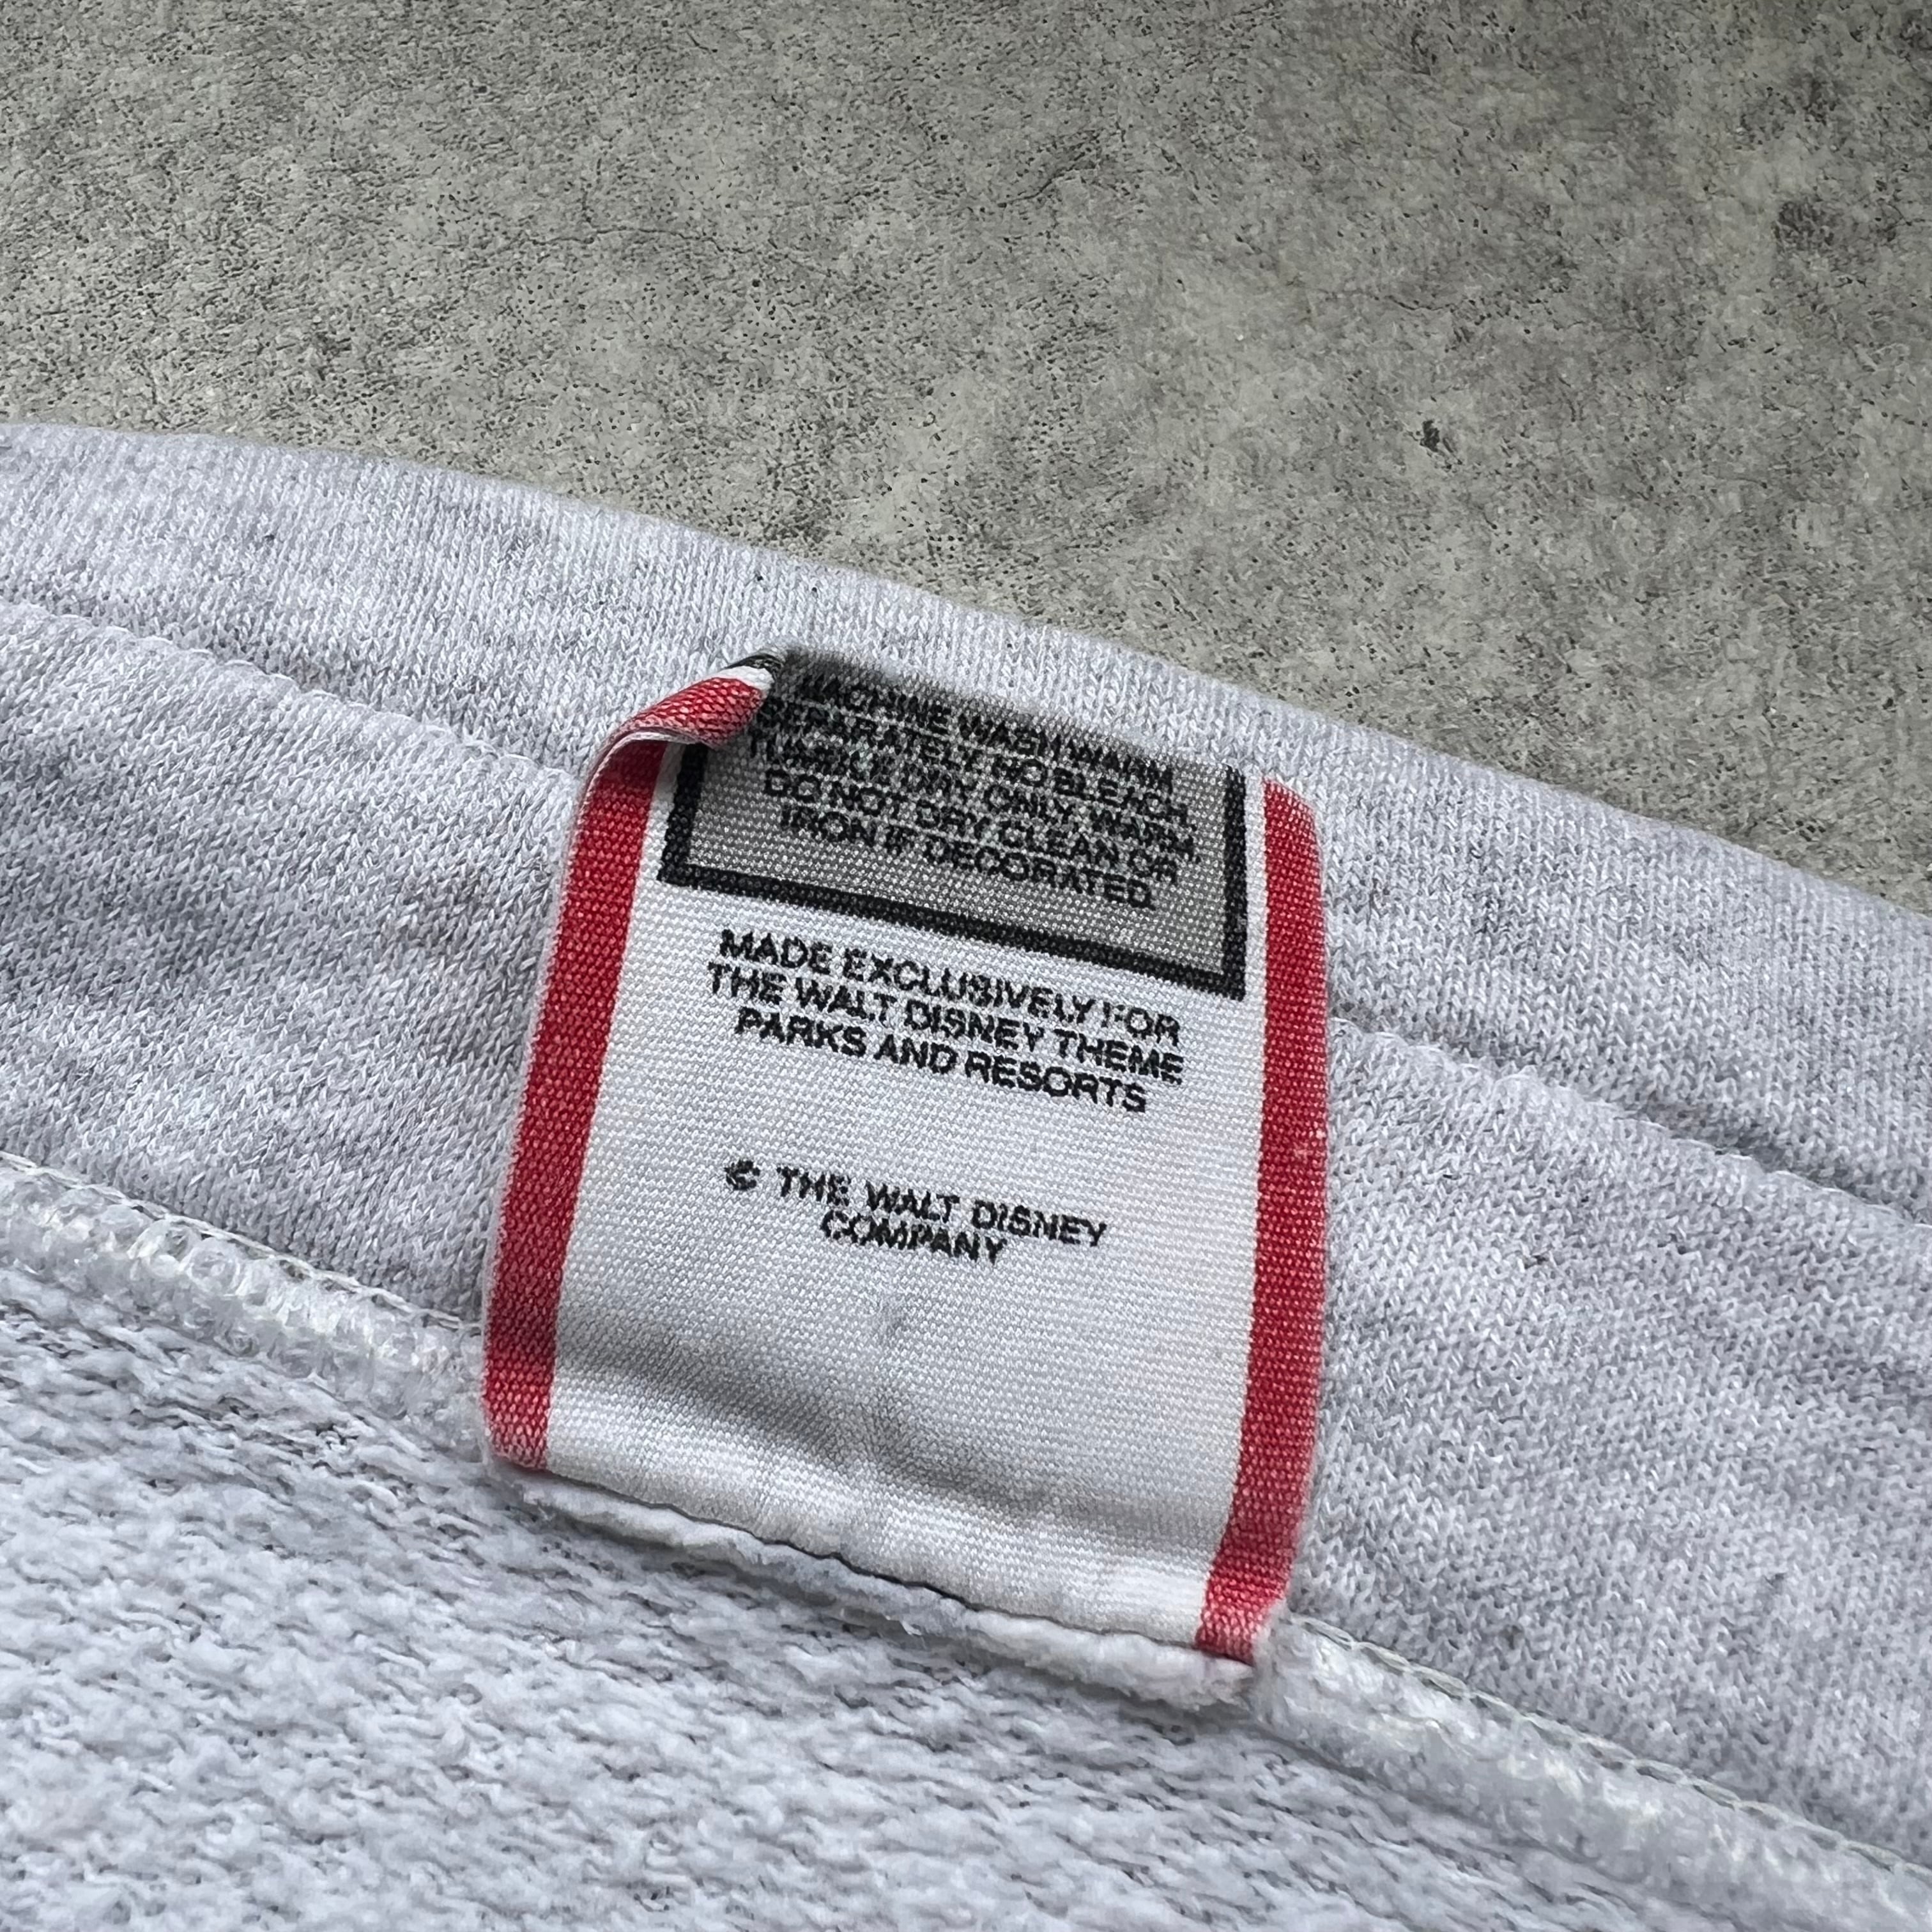 MACHINE WASH WARM
SEPARATELY NO BLEACH
TUMBLE DRY ONLY WARM,
DO NOT DRY CLEAN OR
IRON IF DECORATED.
MADE EXCLUSIVELY FOR
THE WALT DISNEY THEME
PARKS AND RESORTS
© THE WALT DISNEY
COMPANY